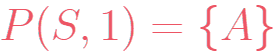 P(S, 1) = {A}